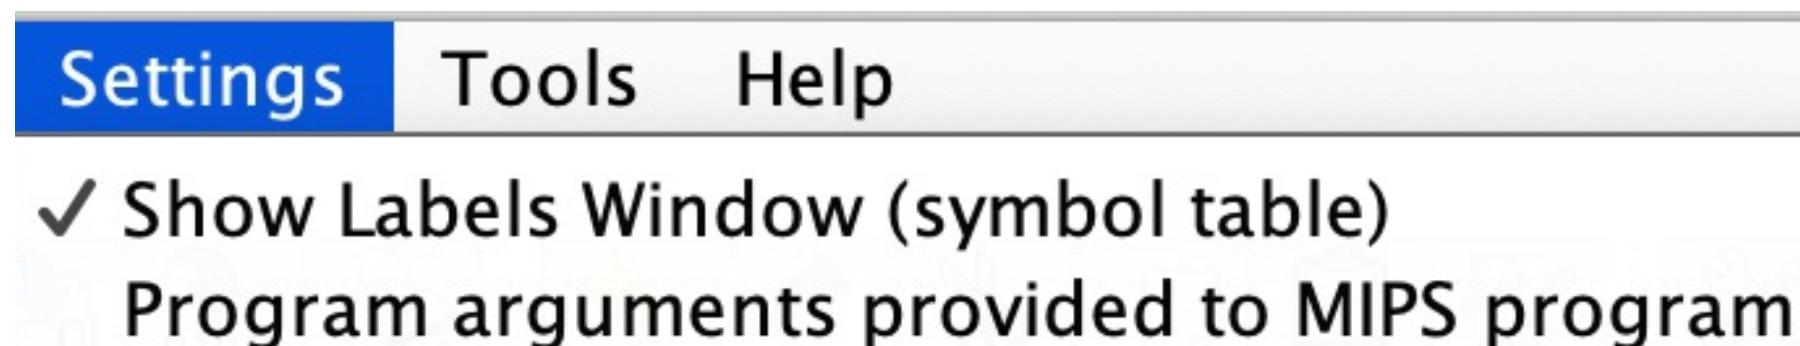 Settings Tools Help
Show Labels Window (symbol table)
Program arguments provided to MIPS program